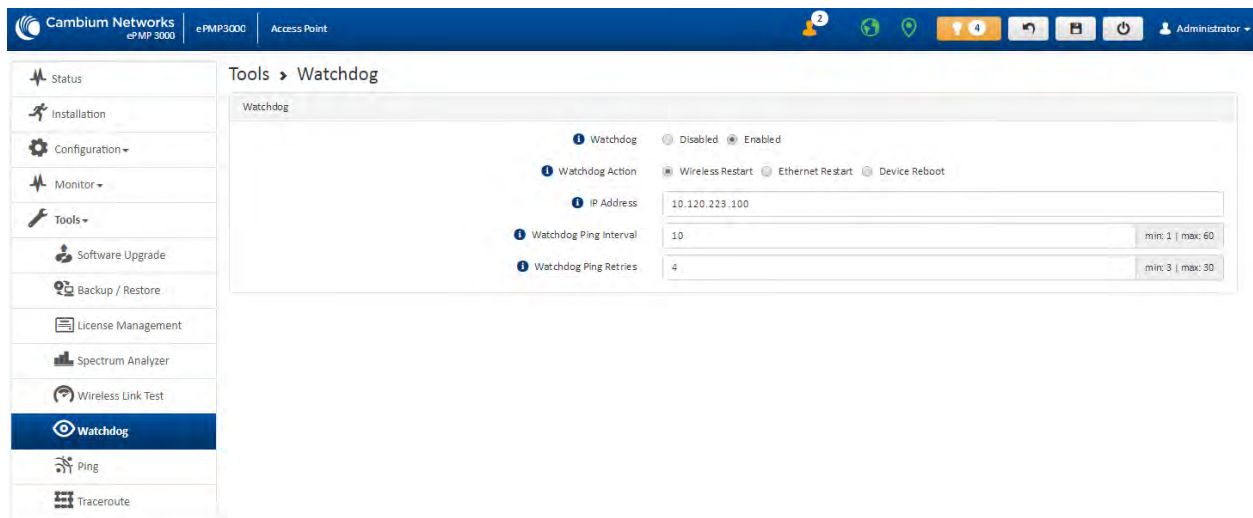 Cambium Networks
ePMP 3000
ePMP3000
Access Point
2
4
Administrator
Status
Installation
Configuration
Monitor
Tools
Software Upgrade
Backup / Restore
License Management
Spectrum Analyzer
Wireless Link Test
Watchdog
Ping
Traceroute
Tools > Watchdog
Watchdog
Watchdog Disabled Enabled
Watchdog Action Wireless Restart Ethernet Restart Device Reboot
IP Address 10.120.223.100
Watchdog Ping Interval 10 min: 1 | max: 60
Watchdog Ping Retries 4 min: 3 | max: 30